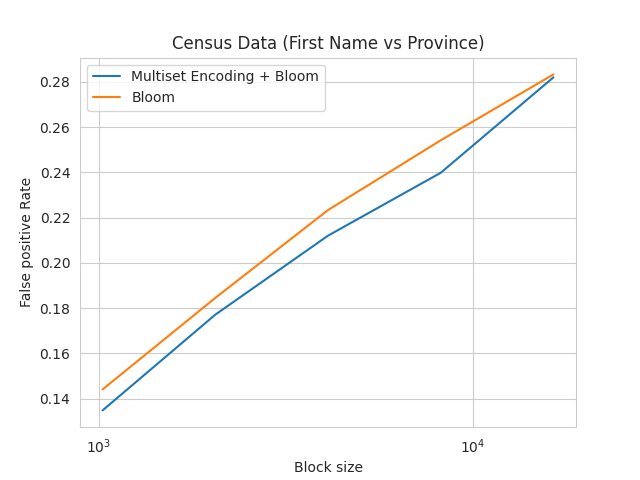 Census Data (First Name vs Province)
Multiset Encoding + Bloom
Bloom
False positive Rate
0.28
0.26
0.24
0.22
0.20
0.18
0.16
0.14
10³
10⁴
Block size